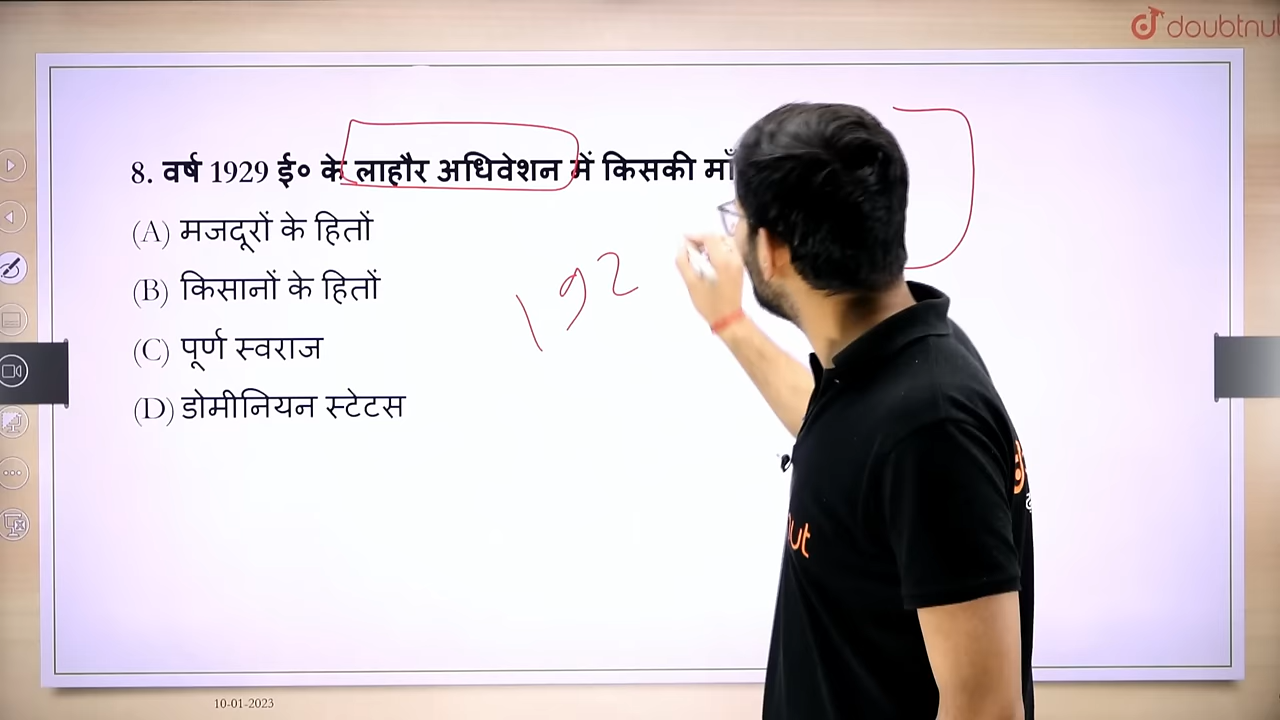 doubtnut
8. वर्ष 1929 ई० के लाहौर अधिवेशन में किसकी
(A) मजदूरों के हितों
(B) किसानों के हितों
192
(C) पूर्ण स्वराज
(D) डोमीनियन स्टेटस
10-01-2023